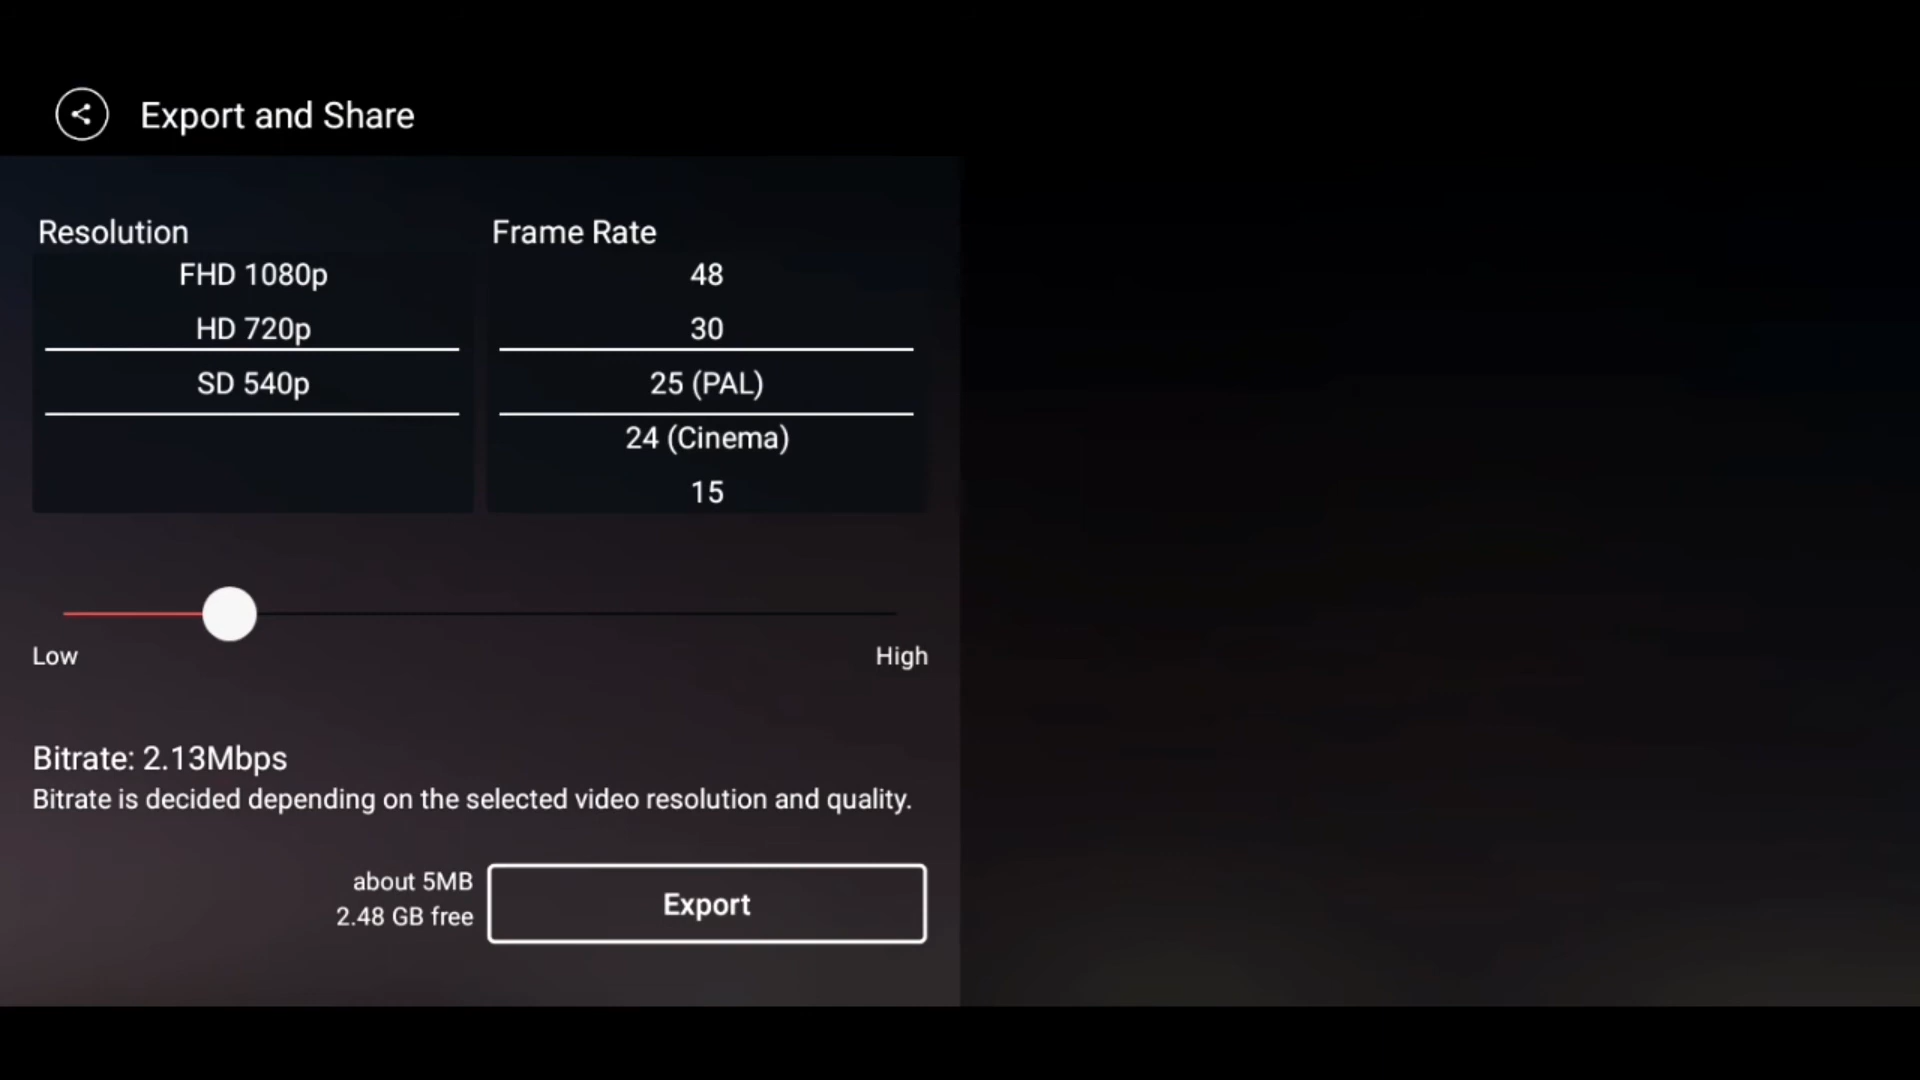 Export and Share
Resolution
FHD 1080p
HD 720p
SD 540p
Frame Rate
48
30
25 (PAL)
24 (Cinema)
15
Low
High
Bitrate: 2.13Mbps
Bitrate is decided depending on the selected video resolution and quality.
about 5MB
2.48 GB free
Export